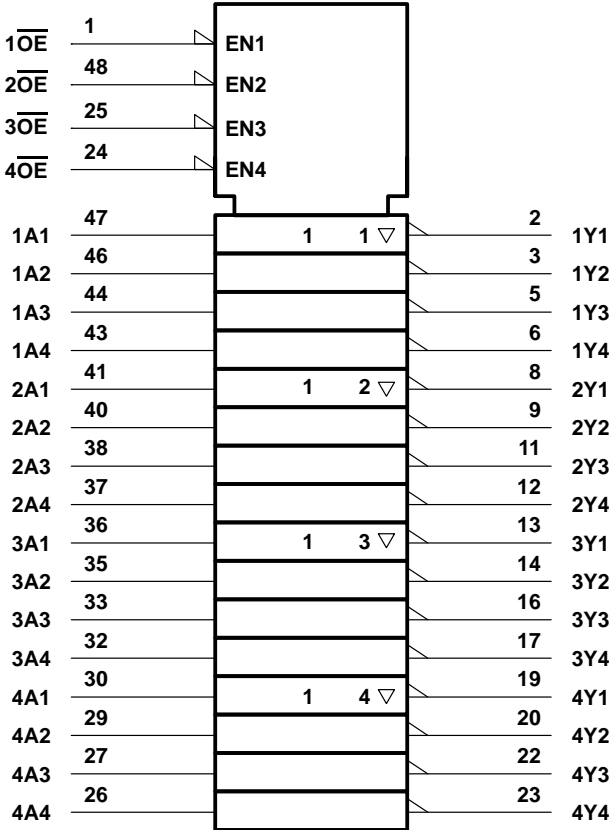 1O̅E̅ 1 EN1
2O̅E̅ 48 EN2
3O̅E̅ 25 EN3
4O̅E̅ 24 EN4
1A1 47 1 1 ▽ 2 1Y1
1A2 46 3 1Y2
1A3 44 5 1Y3
1A4 43 6 1Y4
2A1 41 1 2 ▽ 8 2Y1
2A2 40 9 2Y2
2A3 38 11 2Y3
2A4 37 12 2Y4
3A1 36 1 3 ▽ 13 3Y1
3A2 35 14 3Y2
3A3 33 16 3Y3
3A4 32 17 3Y4
4A1 30 1 4 ▽ 19 4Y1
4A2 29 20 4Y2
4A3 27 22 4Y3
4A4 26 23 4Y4